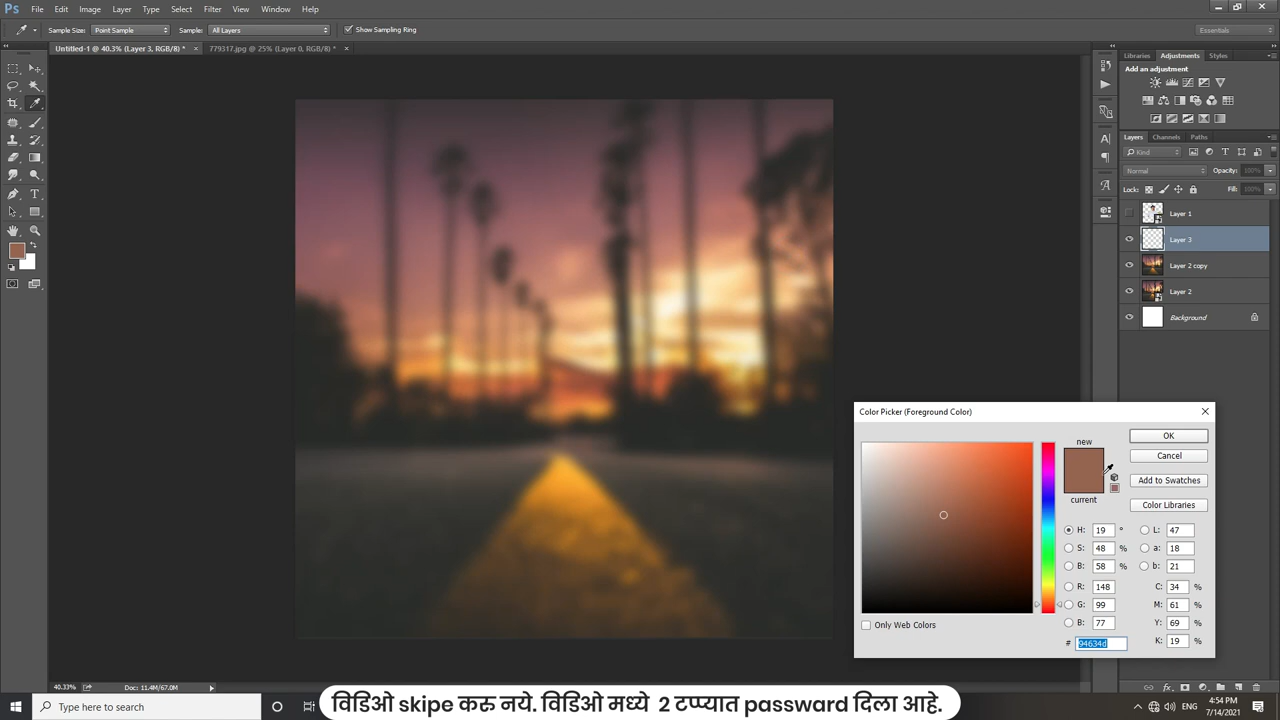 Ps File Edit Image Layer Type Select Filter View Window Help
Sample Size: Point Sample Sample: All Layers Show Sampling Ring Essentials
Untitled-1 @ 40.3% (Layer 3, RGB/8) * × 779317.jpg @ 25% (Layer 0, RGB/8) * ×
Libraries Adjustments Styles
Add an adjustment
Layers Channels Paths
Kind
Normal Opacity: 100%
Lock: Fill: 100%
Layer 1
Layer 3
Layer 2 copy
Layer 2
Background
Color Picker (Foreground Color)
new
current
OK
Cancel
Add to Swatches
Color Libraries
H: 19 ° L: 47
S: 48 % a: 18
B: 58 % b: 21
R: 148 C: 34 %
G: 99 M: 61 %
B: 77 Y: 69 %
# 94634d K: 19 %
Only Web Colors
40.33% Doc: 11.4M/67.0M
Type here to search
विडिओ skipe करु नये. विडिओ मध्ये 2 टप्प्यात passward दिला आहे.
4:54 PM
7/14/2021